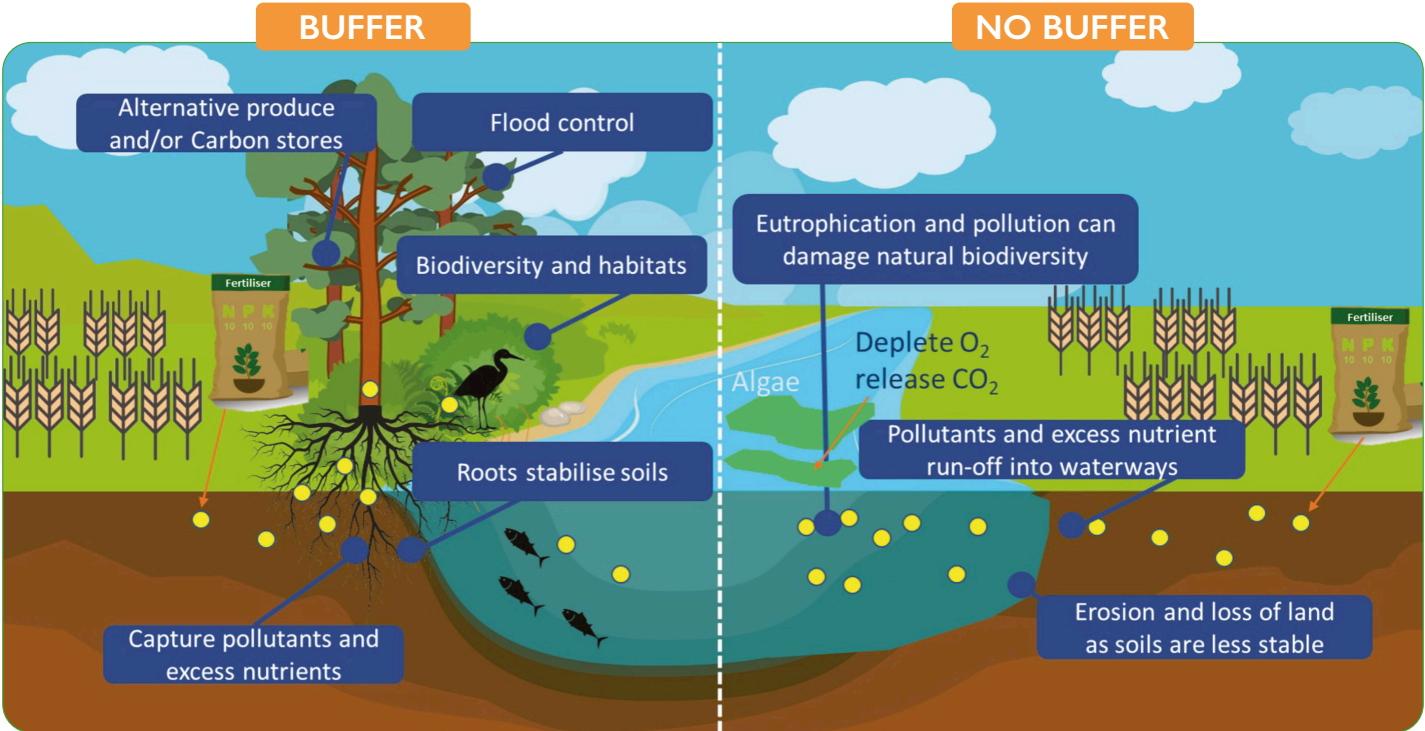 BUFFER
NO BUFFER
Alternative produce
and/or Carbon stores
Flood control
Biodiversity and habitats
Eutrophication and pollution can
damage natural biodiversity
Fertiliser
N P K
10 10 10
Fertiliser
N P K
10 10 10
Algae
Deplete O₂
release CO₂
Roots stabilise soils
Pollutants and excess nutrient
run-off into waterways
Capture pollutants and
excess nutrients
Erosion and loss of land
as soils are less stable